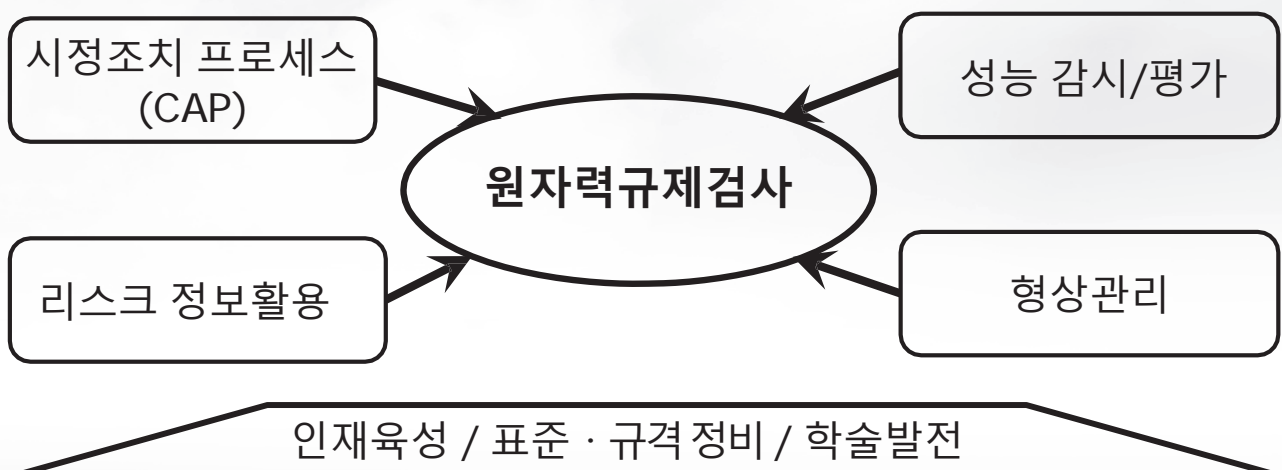 시정조치 프로세스
(CAP)
성능 감시/평가
원자력규제검사
리스크 정보활용
형상관리
인재육성 / 표준 · 규격 정비 / 학술발전